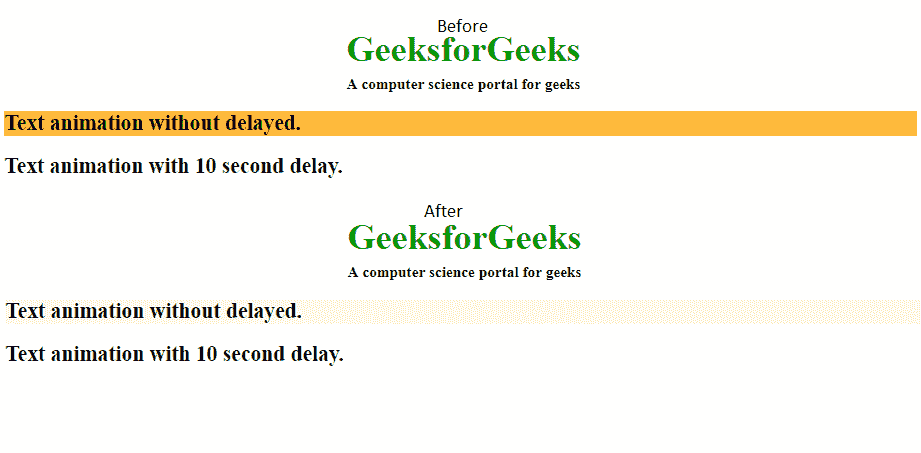 Before
GeeksforGeeks
A computer science portal for geeks
Text animation without delayed.
Text animation with 10 second delay.
After
GeeksforGeeks
A computer science portal for geeks
Text animation without delayed.
Text animation with 10 second delay.